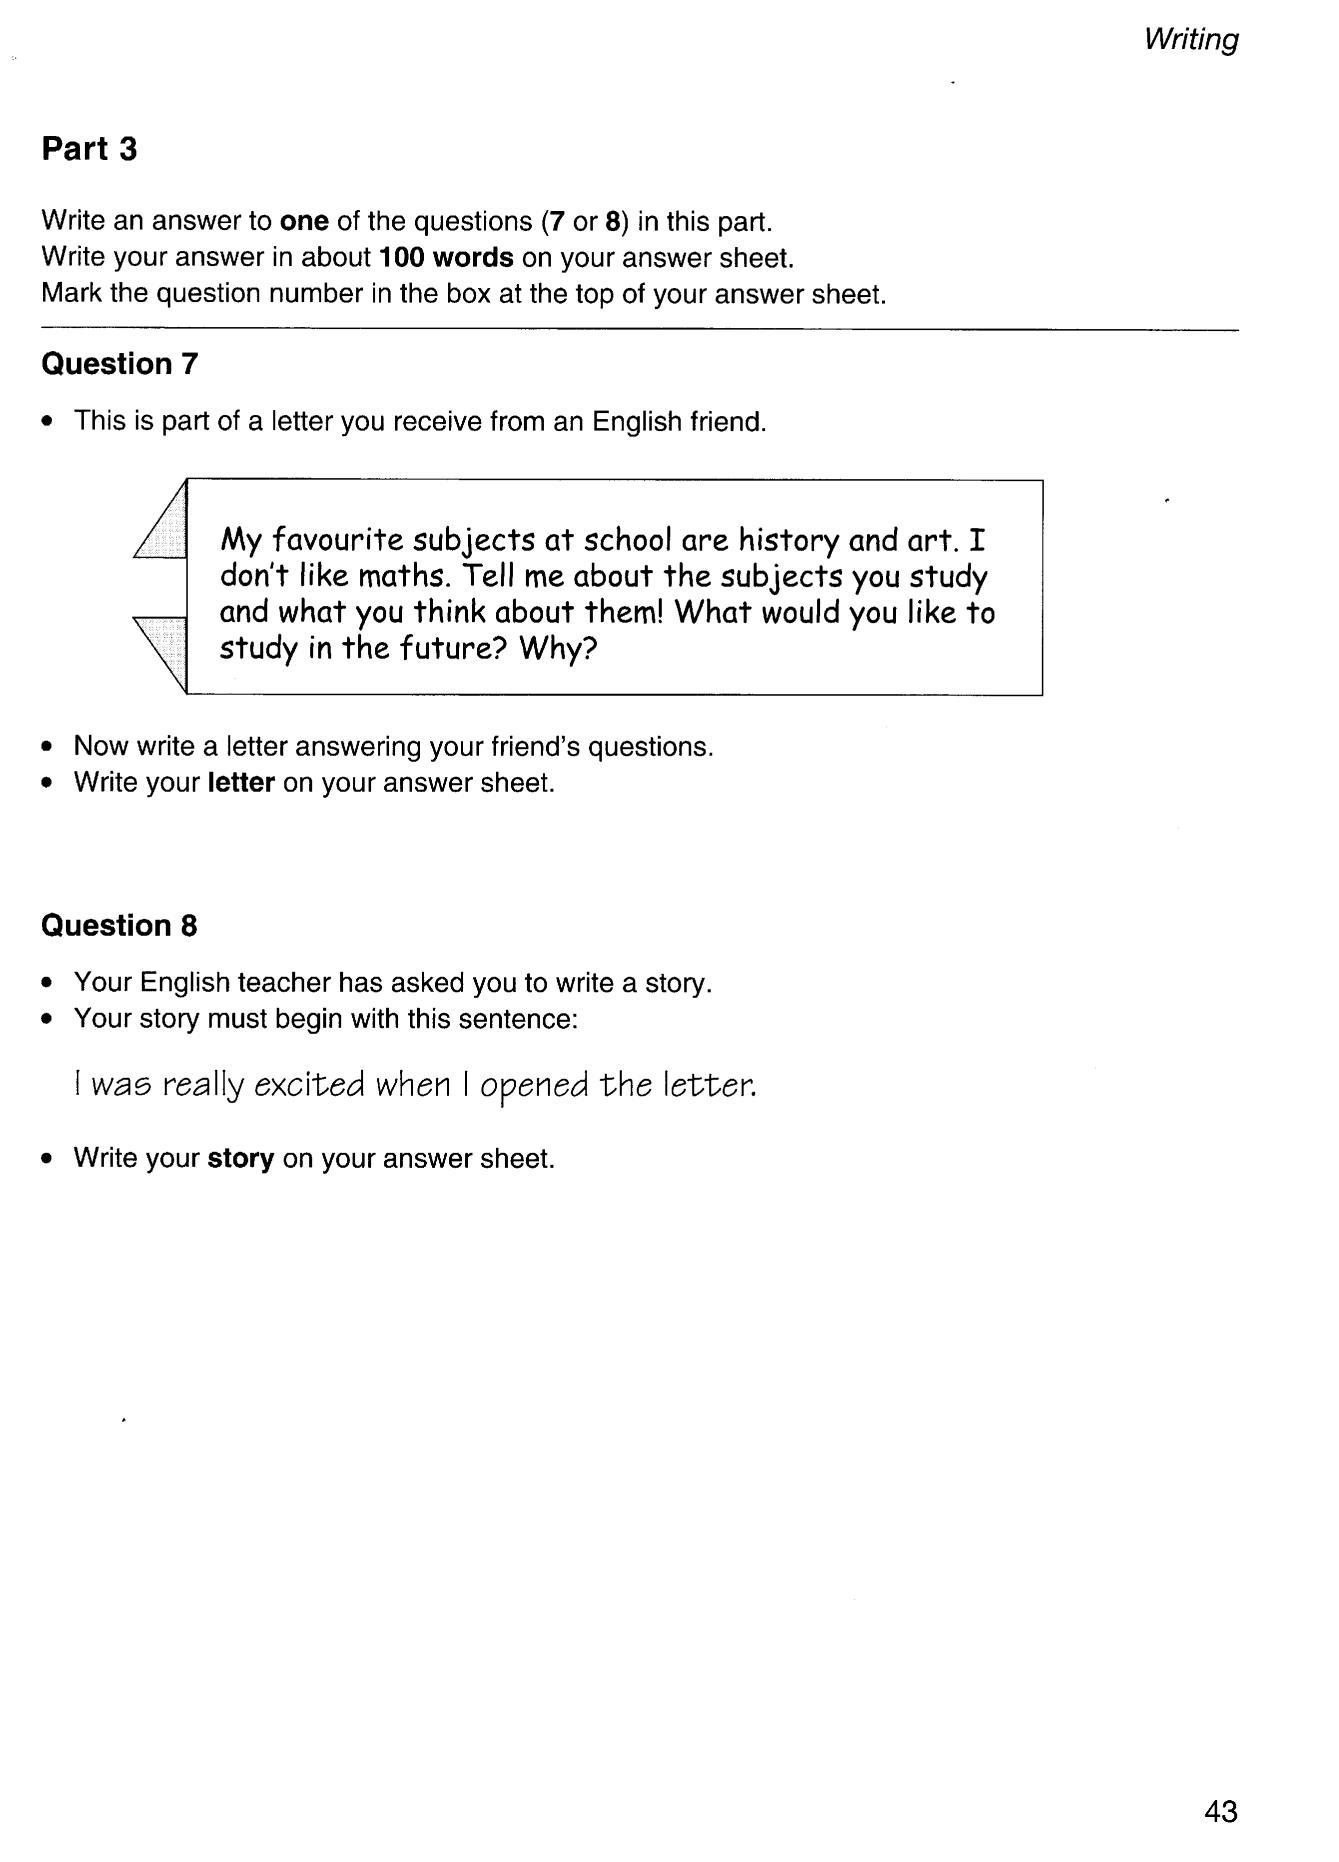 Writing
Part 3
Write an answer to one of the questions (7 or 8) in this part.
Write your answer in about 100 words on your answer sheet.
Mark the question number in the box at the top of your answer sheet.
Question 7
• This is part of a letter you receive from an English friend.
My favourite subjects at school are history and art. I
don't like maths. Tell me about the subjects you study
and what you think about them! What would you like to
study in the future? Why?
• Now write a letter answering your friend's questions.
• Write your letter on your answer sheet.
Question 8
• Your English teacher has asked you to write a story.
• Your story must begin with this sentence:
I was really excited when I opened the letter.
• Write your story on your answer sheet.
43